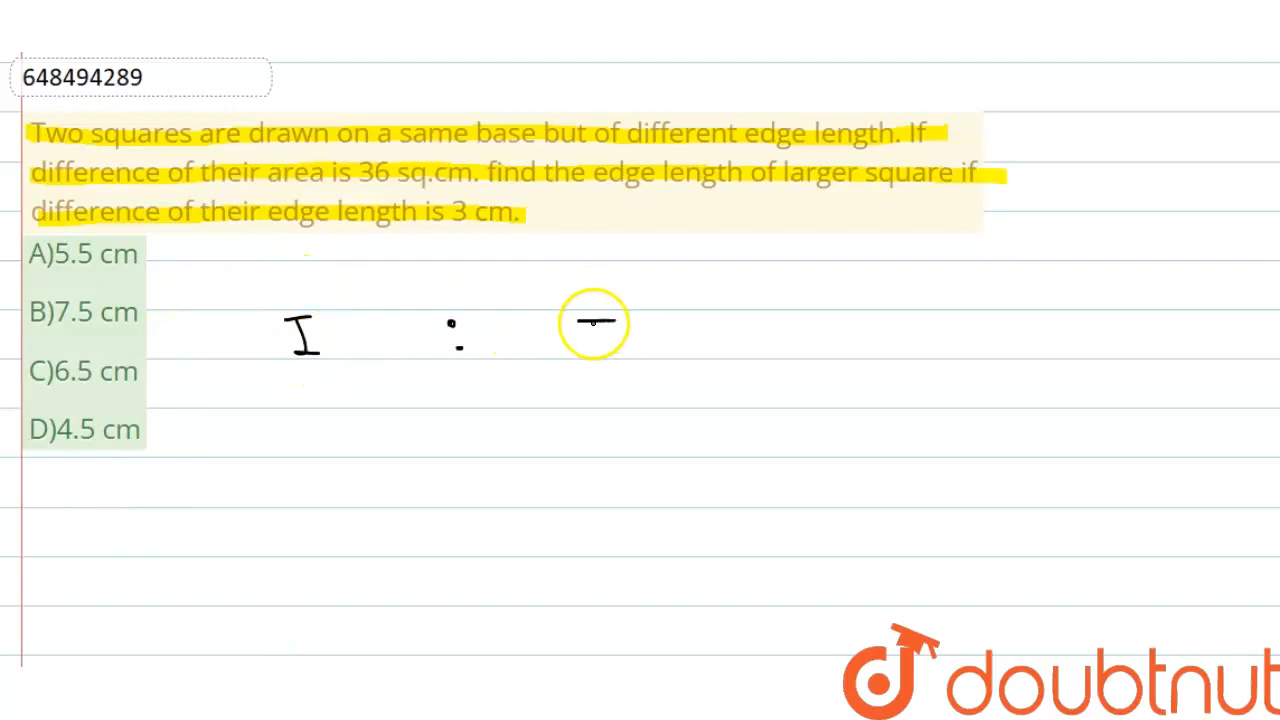 648494289
Two squares are drawn on a same base but of different edge length. If
difference of their area is 36 sq.cm. find the edge length of larger square if
difference of their edge length is 3 cm.
A)5.5 cm
B)7.5 cm
C)6.5 cm
D)4.5 cm
I :
doubtnut